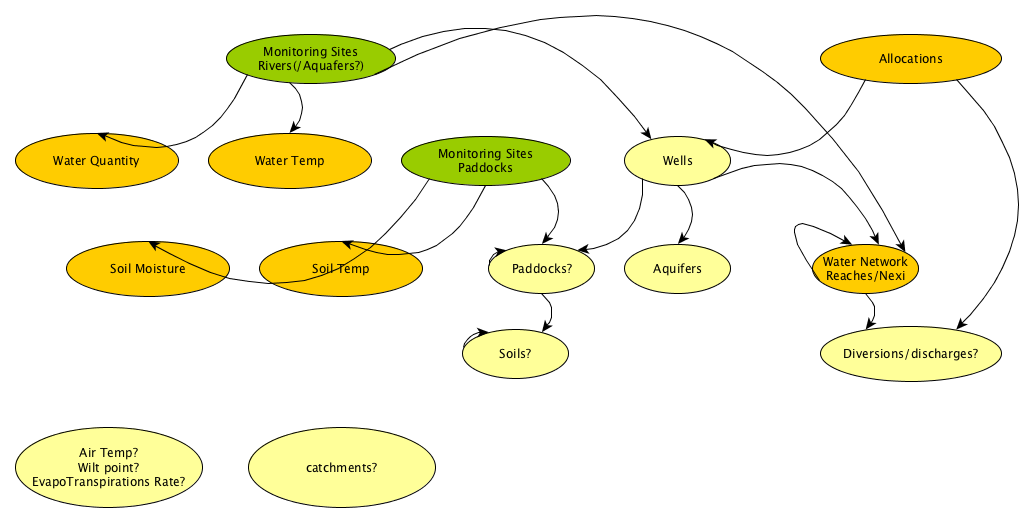 Monitoring Sites
Rivers(/Aquafers?)
Allocations
Water Quantity
Water Temp
Monitoring Sites
Paddocks
Wells
Soil Moisture
Soil Temp
Paddocks?
Aquifers
Water Network
Reaches/Nexi
Soils?
Diversions/discharges?
Air Temp?
Wilt point?
EvapoTranspirations Rate?
catchments?